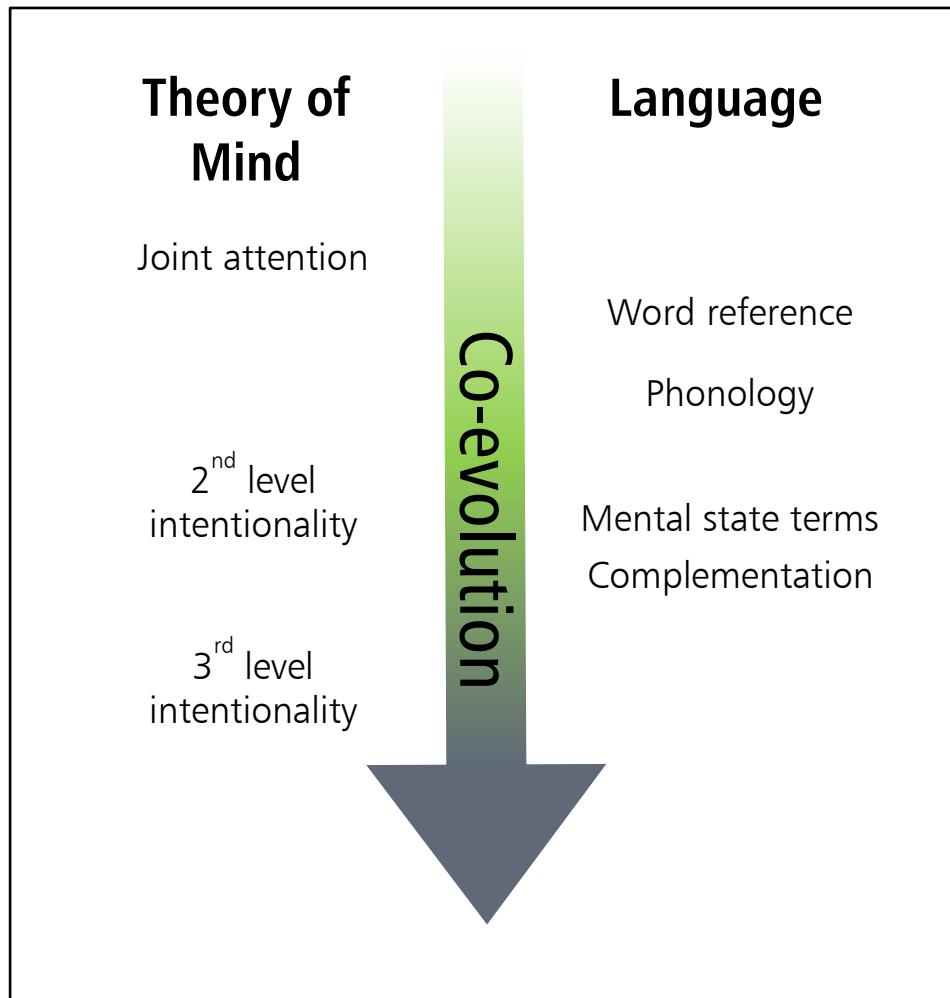 Theory of
Mind
Joint attention
2nd level
intentionality
3rd level
intentionality
Co-evolution
Language
Word reference
Phonology
Mental state terms
Complementation